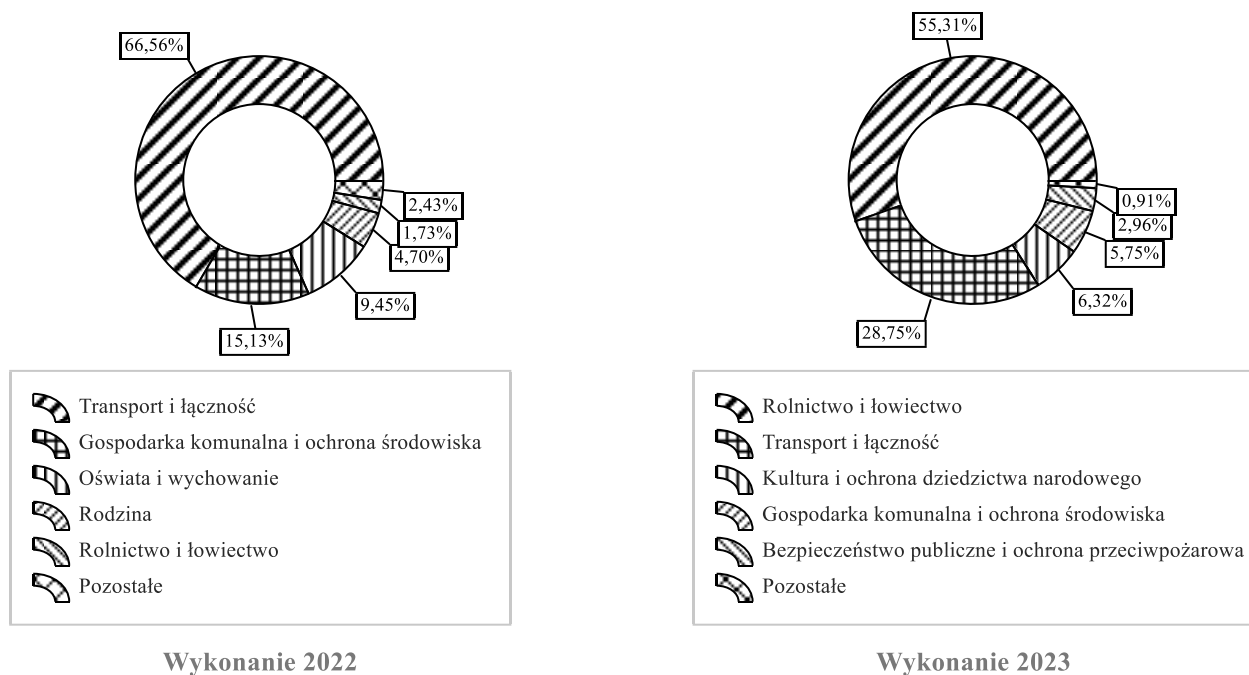 66,56%
2,43%
1,73%
4,70%
9,45%
15,13%
Transport i łączność
Gospodarka komunalna i ochrona środowiska
Oświata i wychowanie
Rodzina
Rolnictwo i łowiectwo
Pozostałe
Wykonanie 2022
55,31%
0,91%
2,96%
5,75%
6,32%
28,75%
Rolnictwo i łowiectwo
Transport i łączność
Kultura i ochrona dziedzictwa narodowego
Gospodarka komunalna i ochrona środowiska
Bezpieczeństwo publiczne i ochrona przeciwpożarowa
Pozostałe
Wykonanie 2023